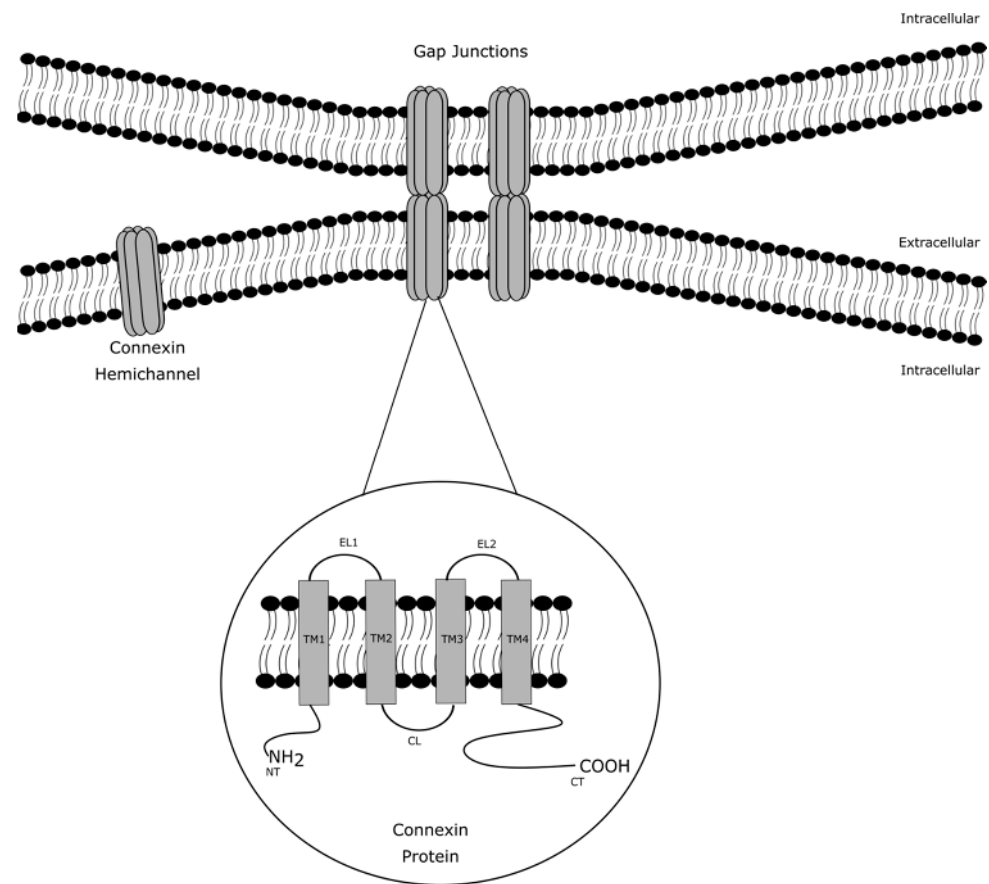 Intracellular
Gap Junctions
Extracellular
Connexin
Hemichannel
Intracellular
EL1
EL2
TM1
TM2
TM3
TM4
CL
NH2
NT
COOH
CT
Connexin
Protein